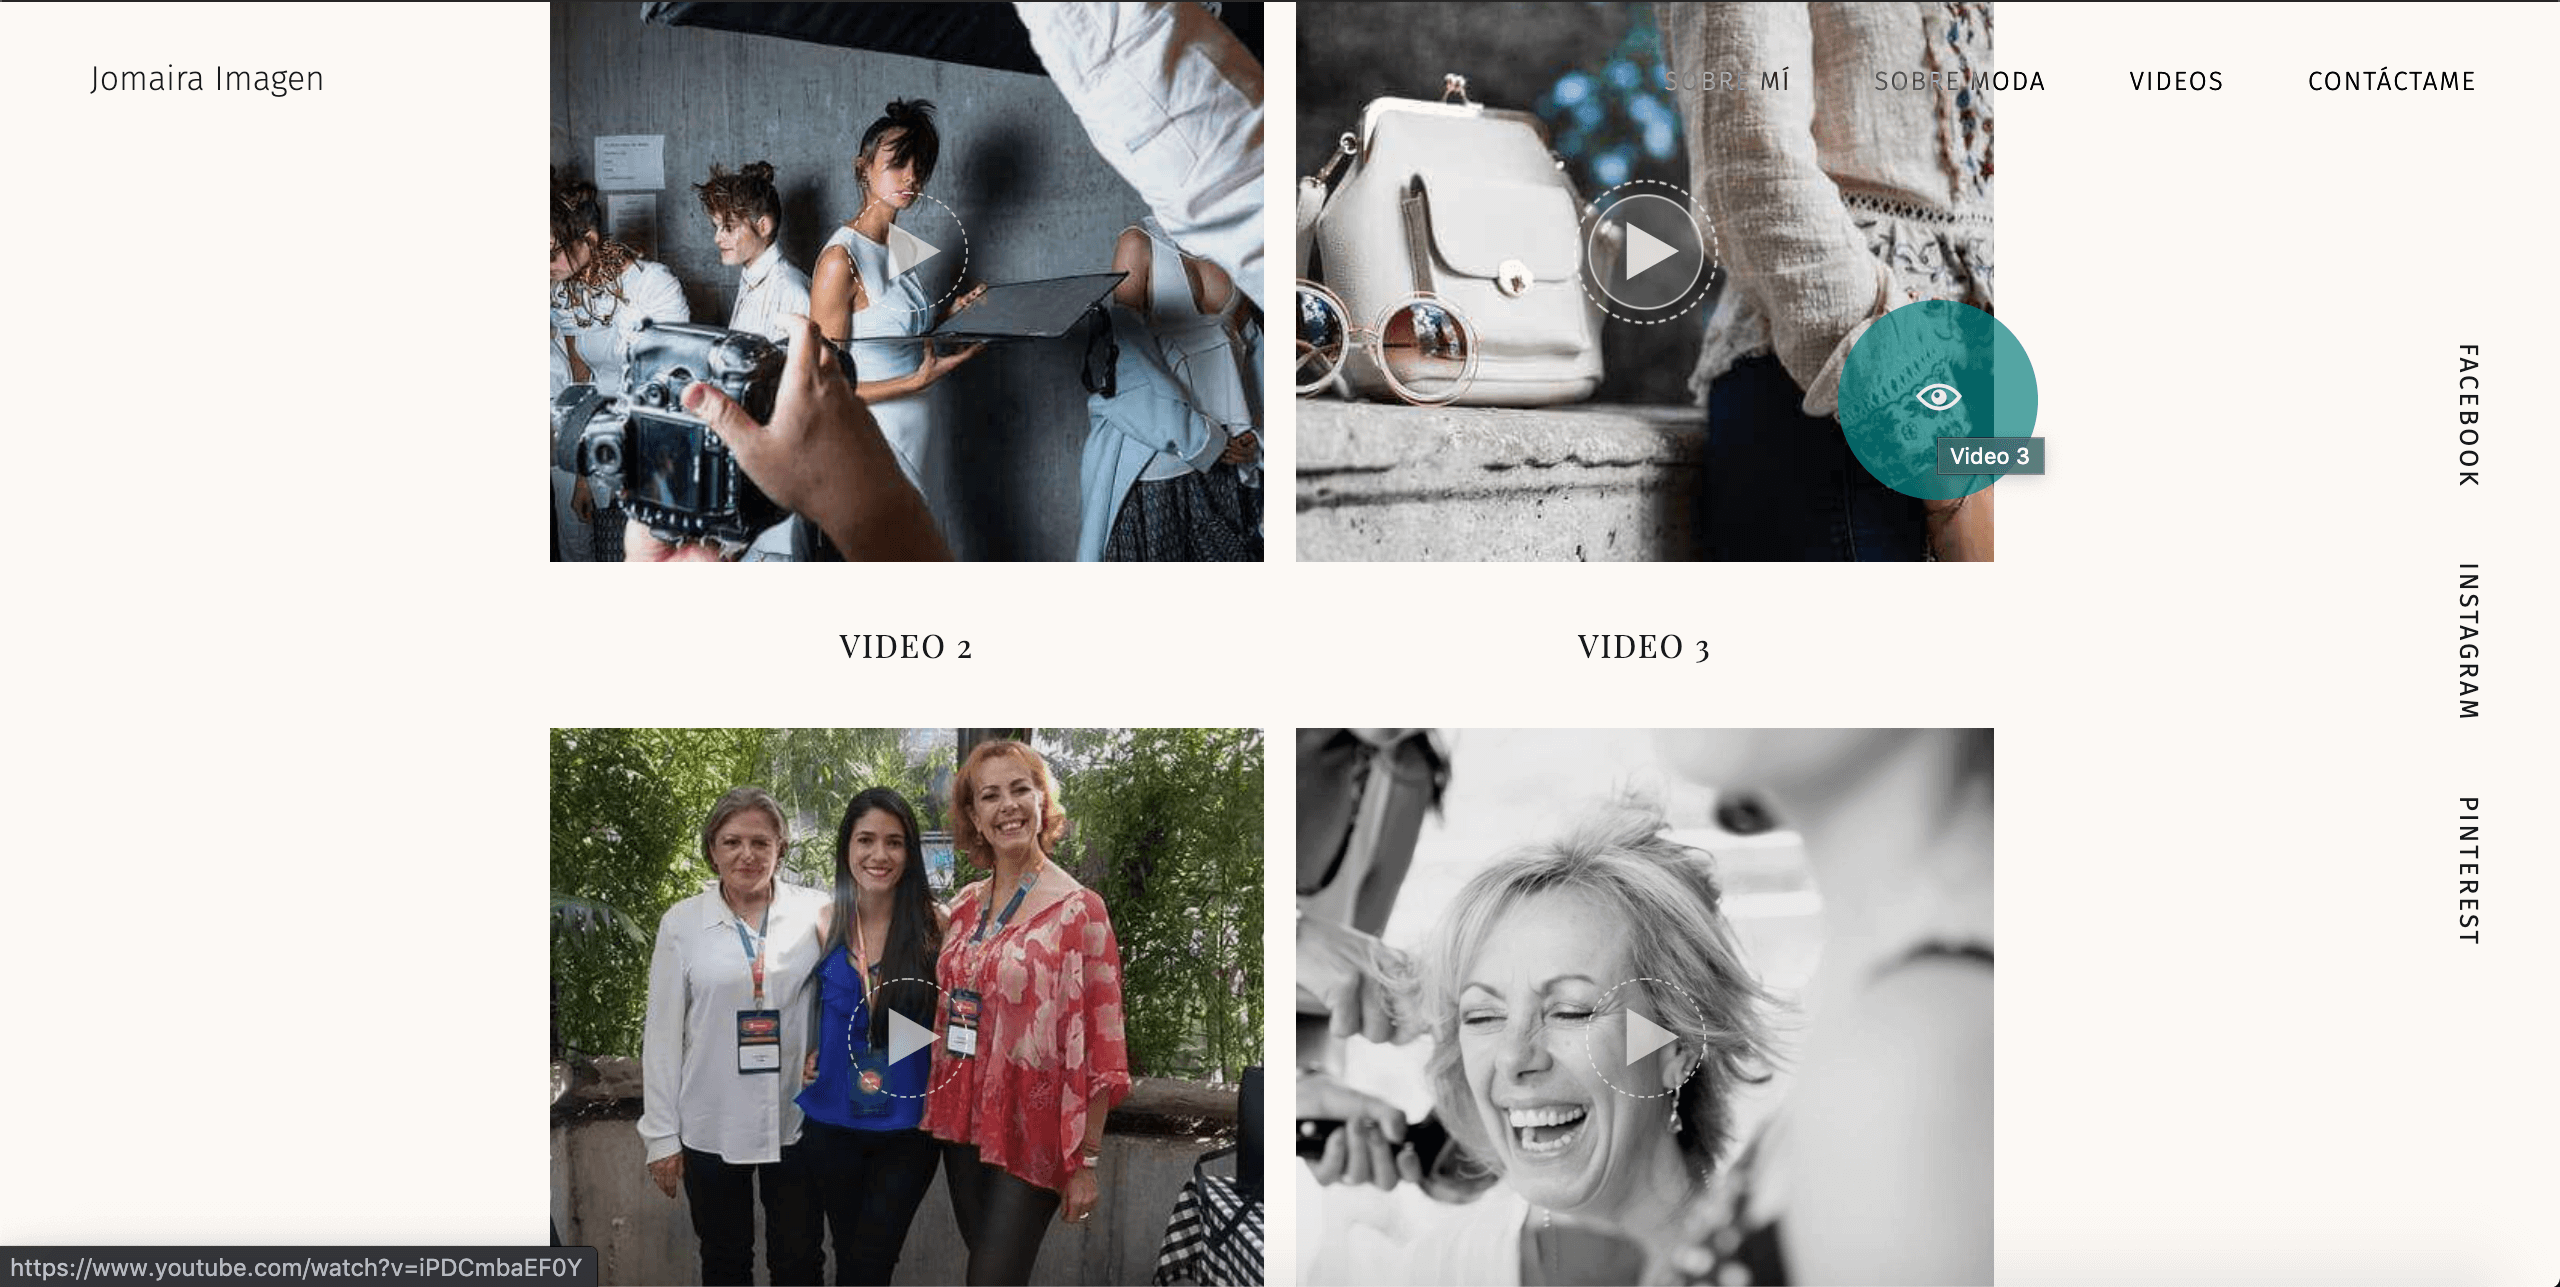 Jomaira Imagen
SOBRE MÍ
SOBRE MODA
VIDEOS
CONTÁCTAME
Video 3
FACEBOOK
INSTAGRAM
PINTEREST
VIDEO 2
VIDEO 3
https://www.youtube.com/watch?v=iPDCmbaEF0Y